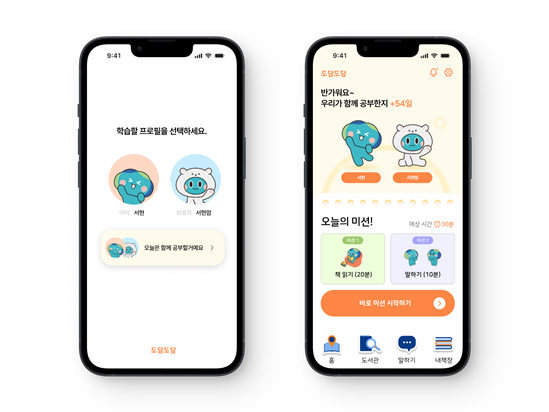 9:41
학습할 프로필을 선택하세요.
아이 서현
보호자 서현맘
오늘은 함께 공부할거예요
도담도담
9:41
도담도담
반가워요~
우리가 함께 공부한지 +54일
서현
서현맘
오늘의 미션!
예상 시간 30분
미션 1
책 읽기 (20분)
미션 2
말하기 (10분)
바로 미션 시작하기
홈
도서관
말하기
내책장